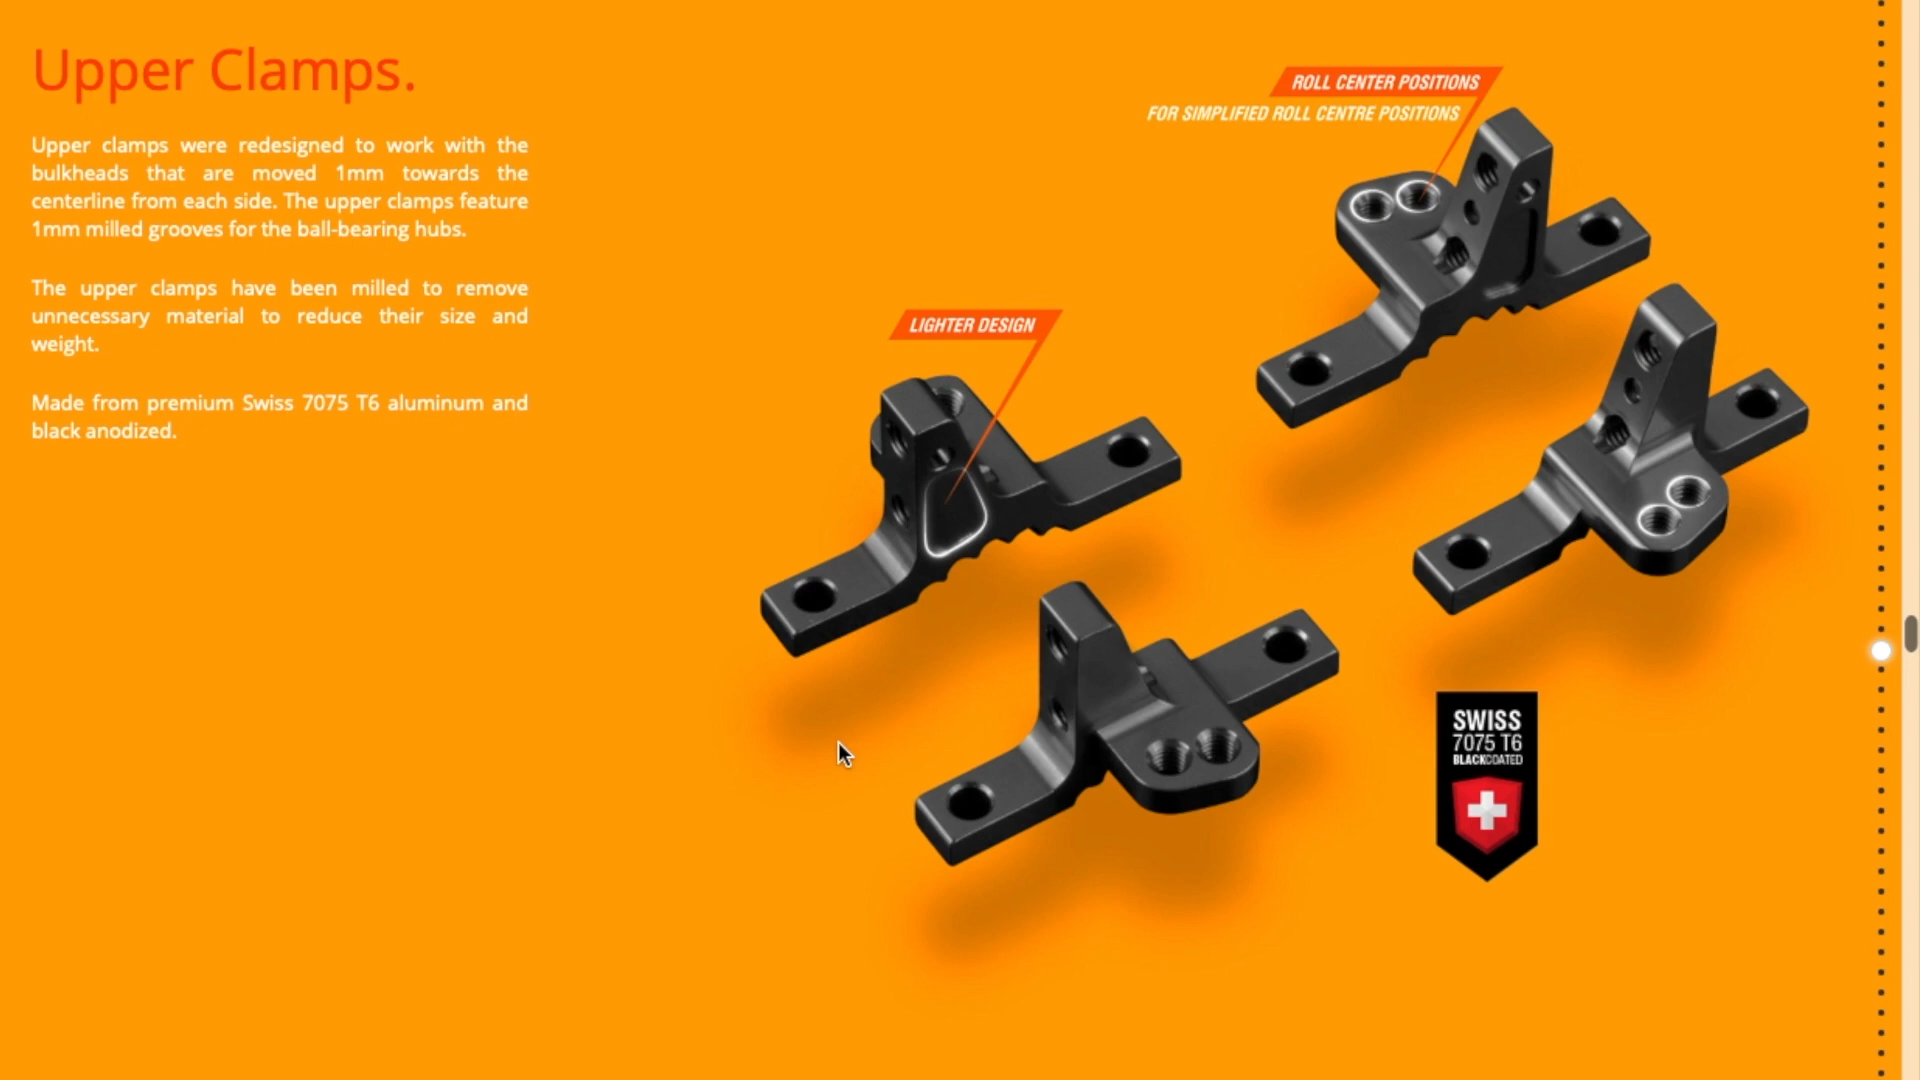 Upper Clamps.
Upper clamps were redesigned to work with the
bulkheads that are moved 1mm towards the
centerline from each side. The upper clamps feature
1mm milled grooves for the ball-bearing hubs.
The upper clamps have been milled to remove
unnecessary material to reduce their size and
weight.
Made from premium Swiss 7075 T6 aluminum and
black anodized.
ROLL CENTER POSITIONS
FOR SIMPLIFIED ROLL CENTRE POSITIONS
LIGHTER DESIGN
SWISS
7075 T6
BLACKCOATED